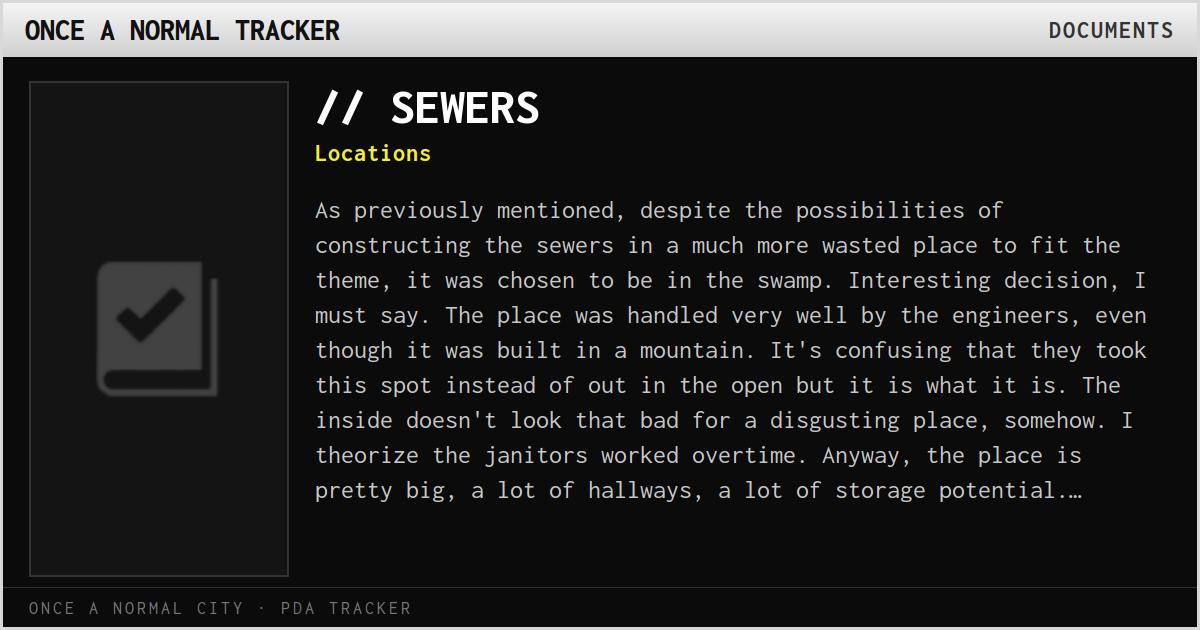 ONCE A NORMAL TRACKER
DOCUMENTS
// SEWERS
Locations
As previously mentioned, despite the possibilities of
constructing the sewers in a much more wasted place to fit the
theme, it was chosen to be in the swamp. Interesting decision, I
must say. The place was handled very well by the engineers, even
though it was built in a mountain. It's confusing that they took
this spot instead of out in the open but it is what it is. The
inside doesn't look that bad for a disgusting place, somehow. I
theorize the janitors worked overtime. Anyway, the place is
pretty big, a lot of hallways, a lot of storage potential.…
ONCE A NORMAL CITY · PDA TRACKER